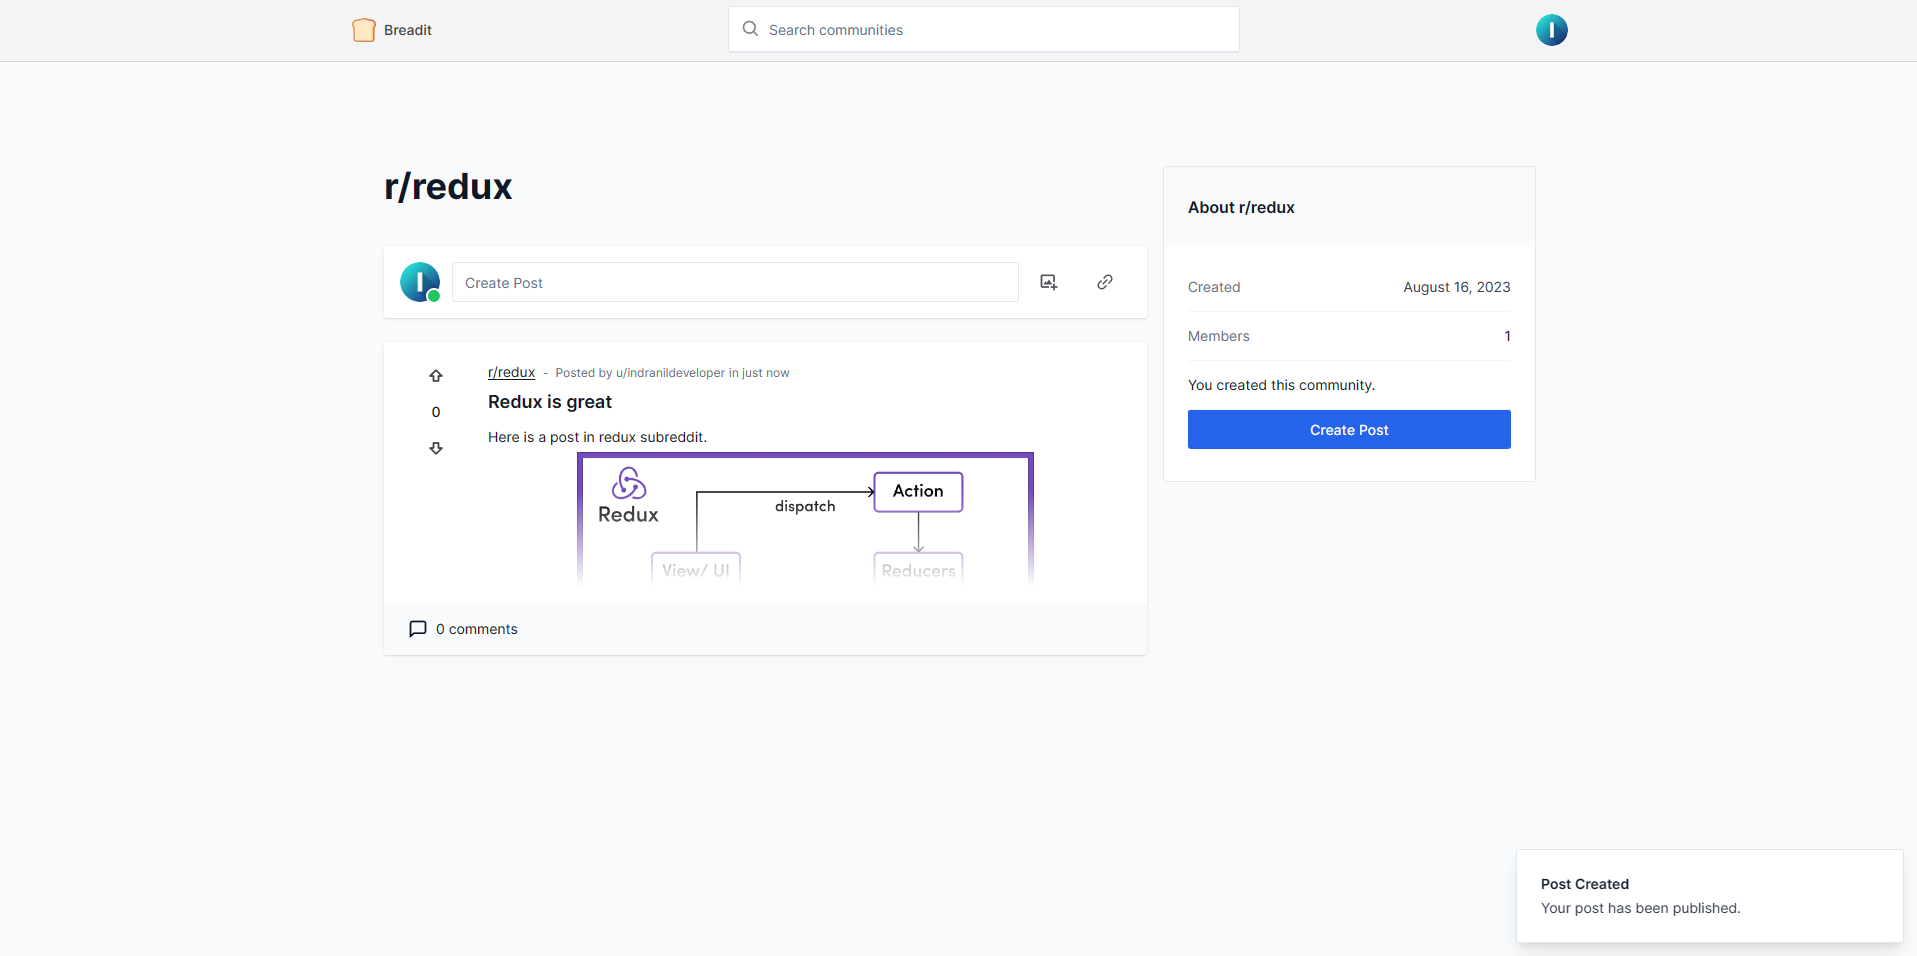 Breadit
Search communities
r/redux
Create Post
r/redux - Posted by u/indranildeveloper in just now
0
Redux is great
Here is a post in redux subreddit.
Redux
dispatch
Action
View/ UI
Reducers
0 comments
About r/redux
Created August 16, 2023
Members 1
You created this community.
Create Post
Post Created
Your post has been published.